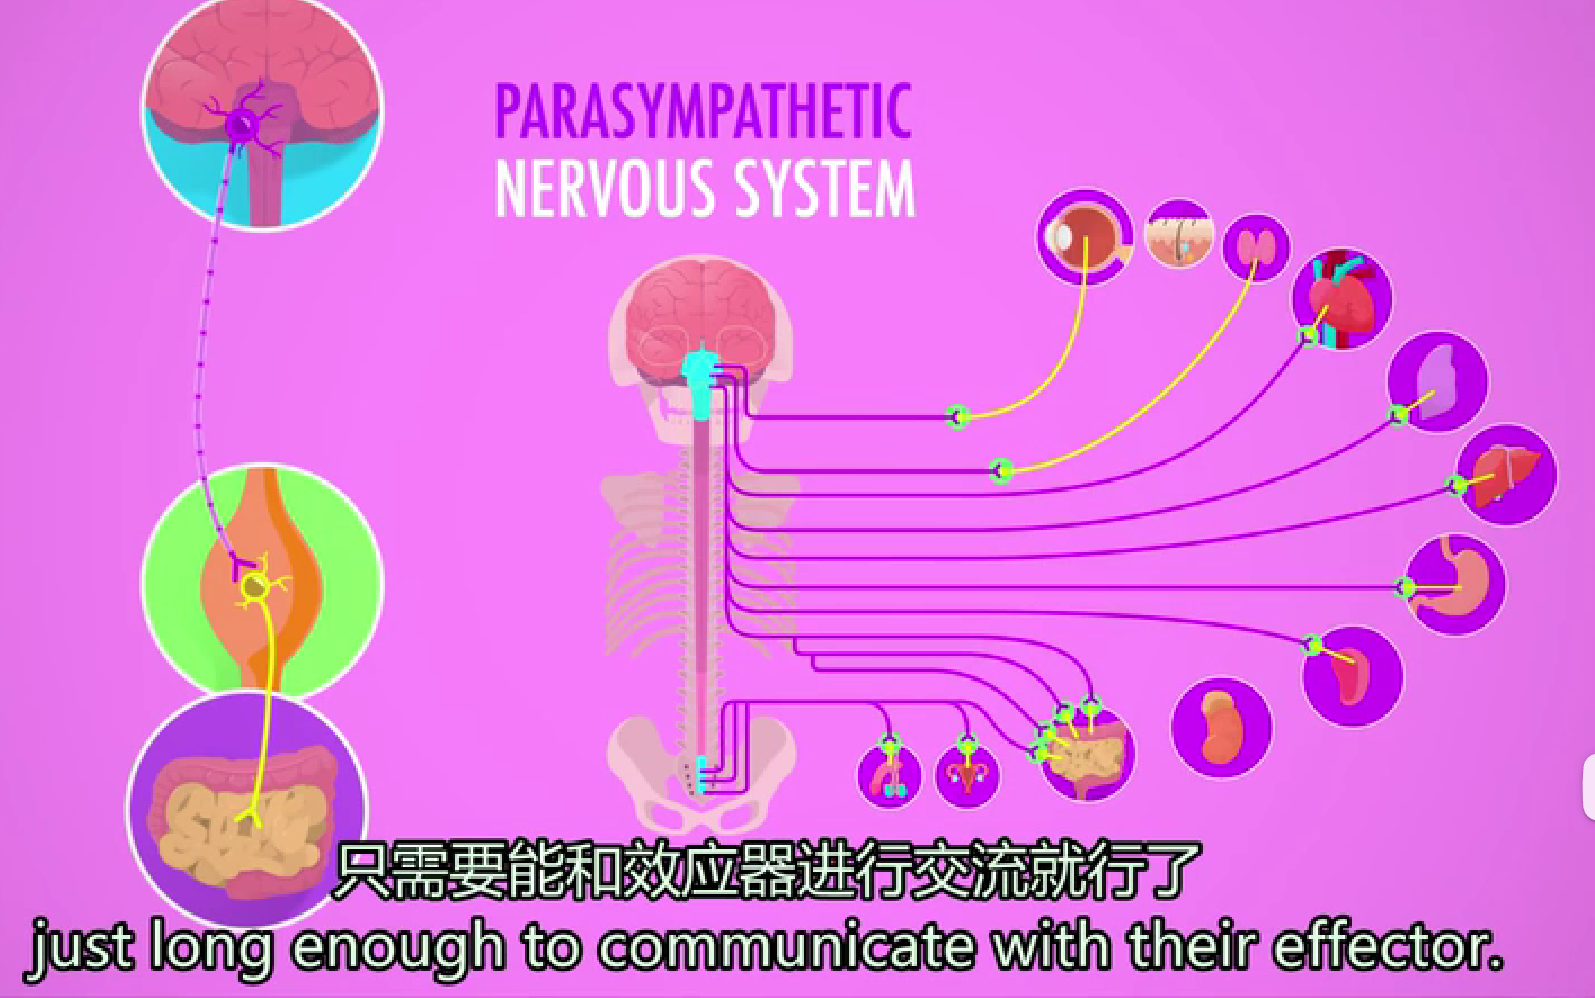 PARASYMPATHETIC
NERVOUS SYSTEM
只需要能和效应器进行交流就行了
just long enough to communicate with their effector.